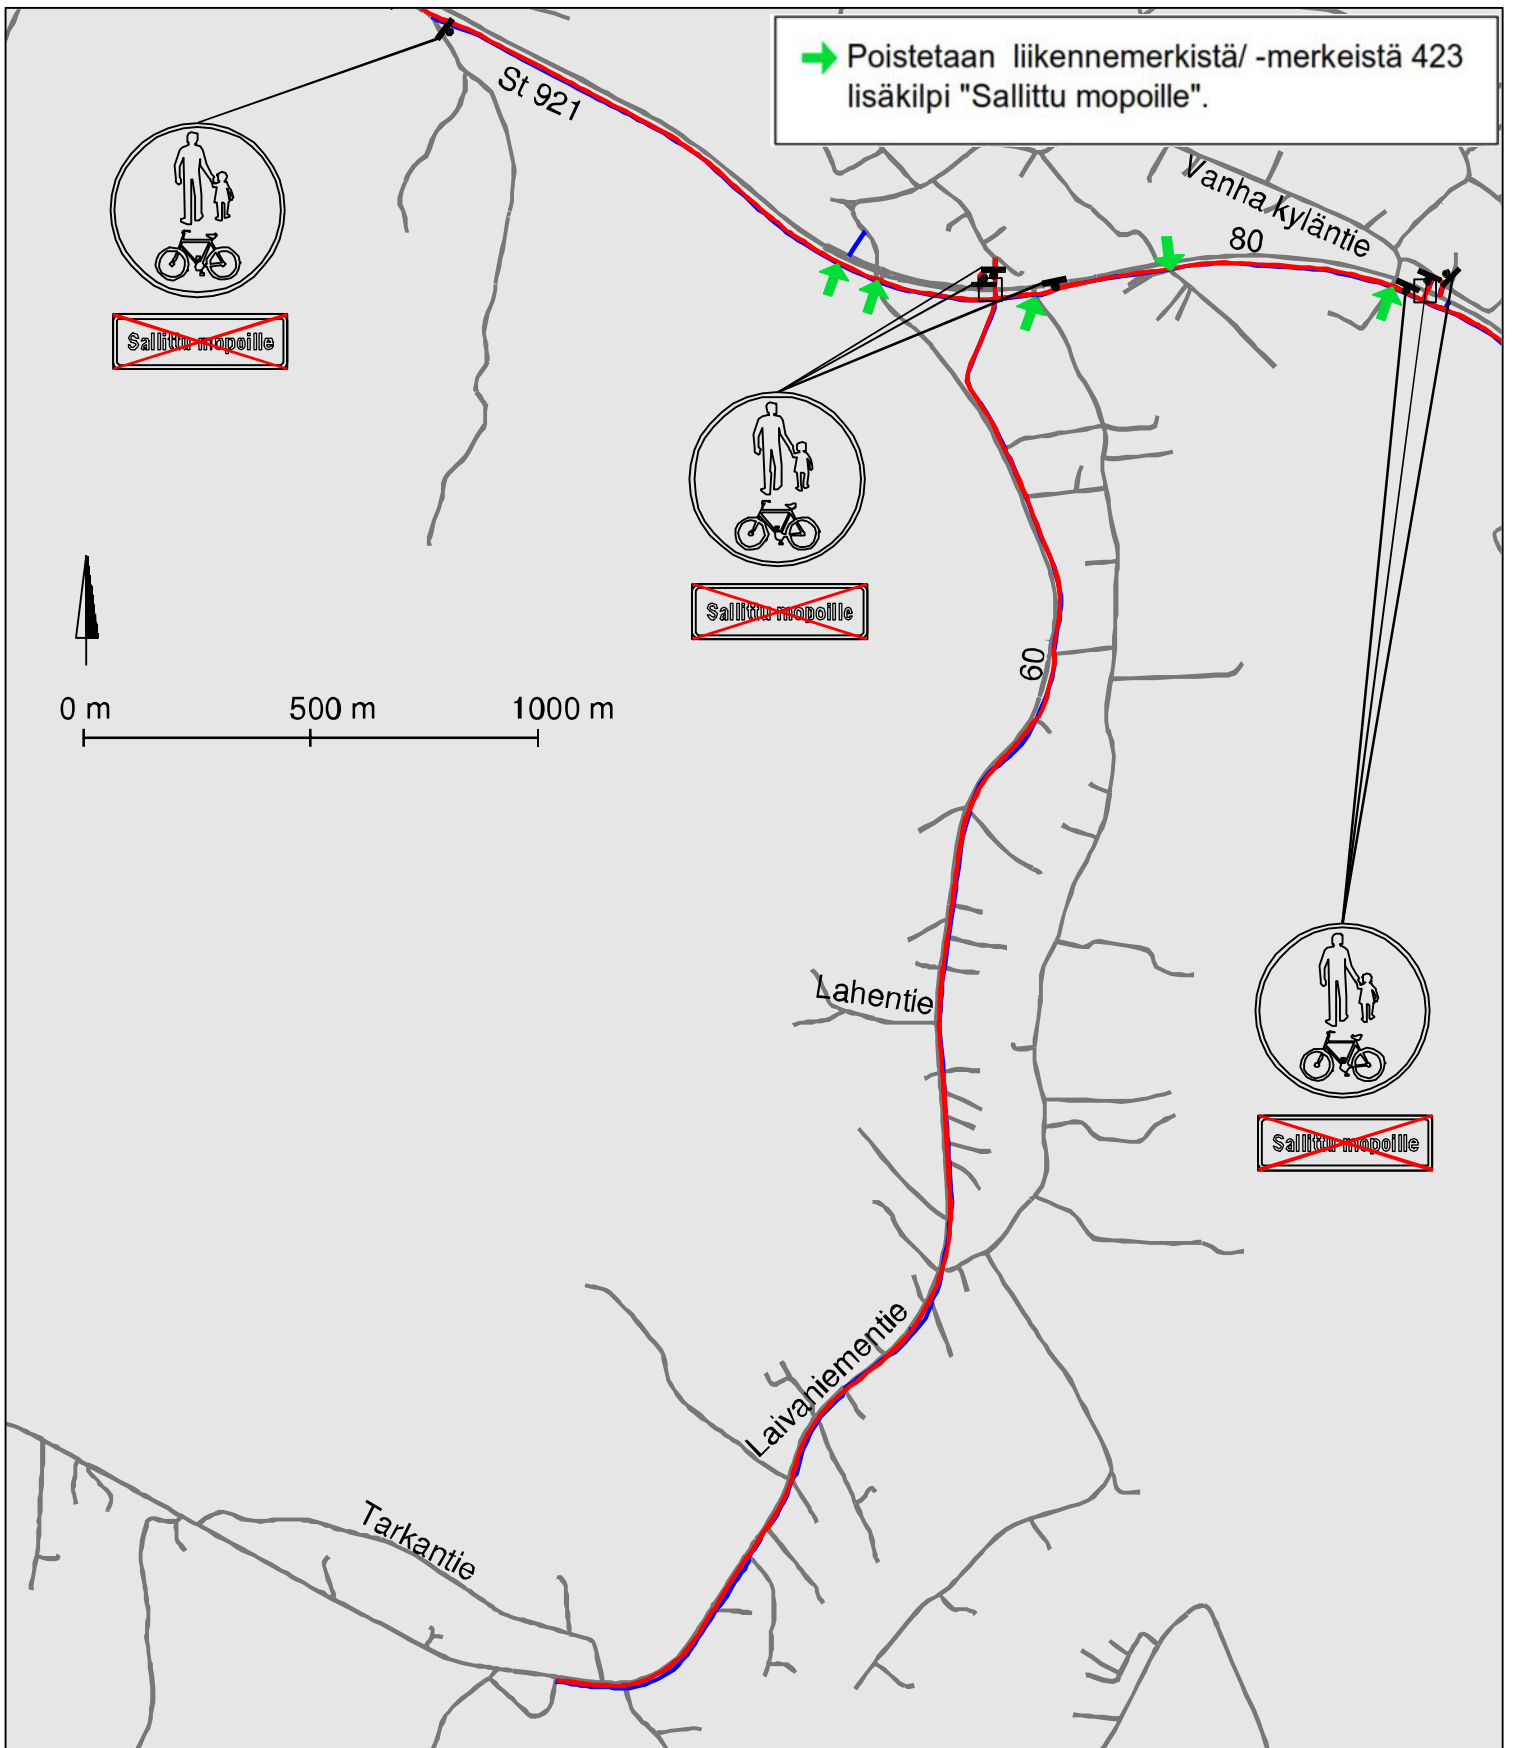 Poistetaan liikennemerkistä/ -merkeistä 423
lisäkilpi "Sallittu mopoille".
St 921
Vanha kyläntie
80
Sallittu mopoille
Sallittu mopoille
60
0 m 500 m 1000 m
Lahentie
Sallittu mopoille
Laivaniementie
Tarkantie